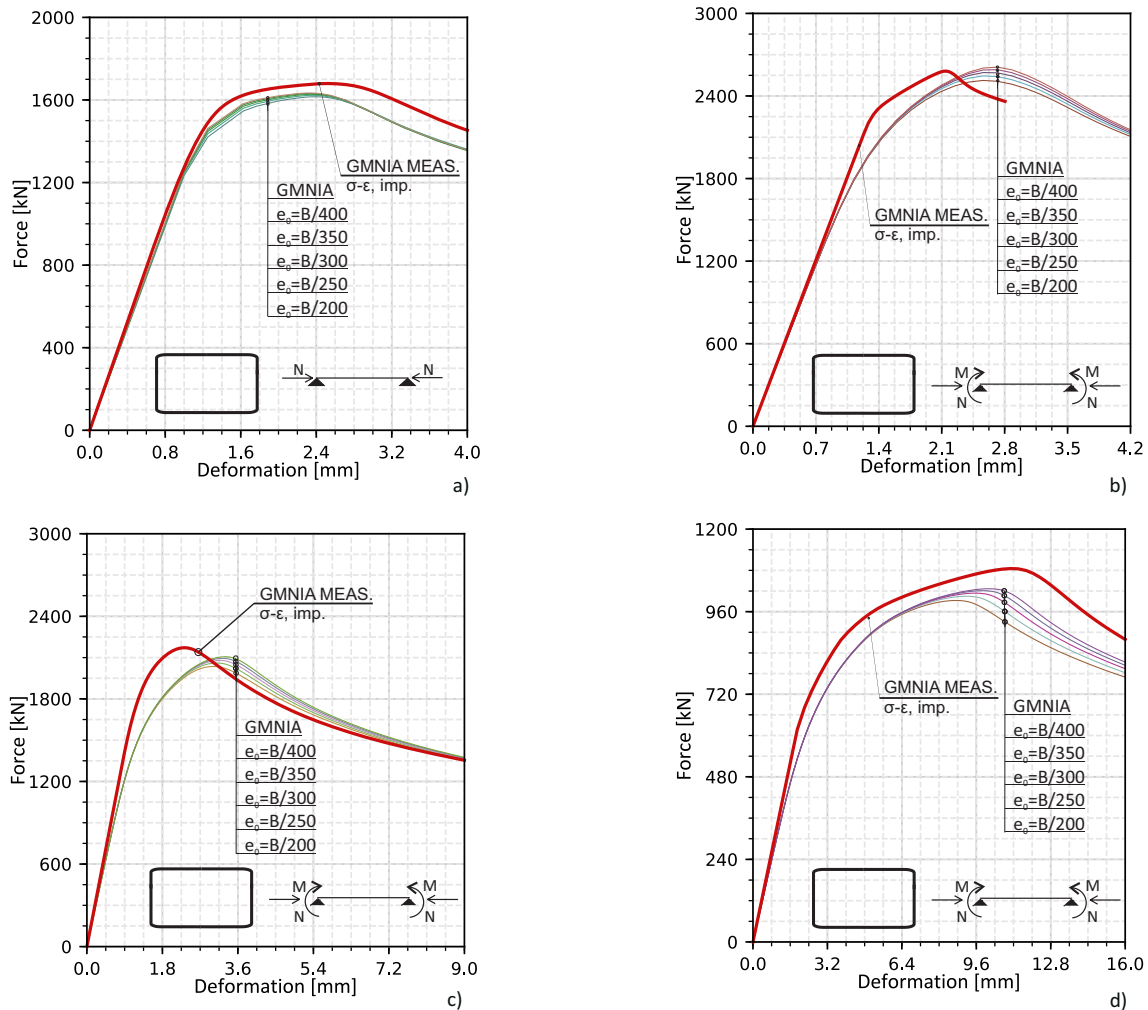 2000
1600
1200
800
400
0
Force [kN]
GMNIA MEAS.
σ-ε, imp.
GMNIA
e₀=B/400
e₀=B/350
e₀=B/300
e₀=B/250
e₀=B/200
N N
0.0 0.8 1.6 2.4 3.2 4.0
Deformation [mm]
a)
3000
2400
1800
1200
600
0
Force [kN]
GMNIA MEAS.
σ-ε, imp.
GMNIA
e₀=B/400
e₀=B/350
e₀=B/300
e₀=B/250
e₀=B/200
M M
N N
0.0 0.7 1.4 2.1 2.8 3.5 4.2
Deformation [mm]
b)
3000
2400
1800
1200
600
0
Force [kN]
GMNIA MEAS.
σ-ε, imp.
GMNIA
e₀=B/400
e₀=B/350
e₀=B/300
e₀=B/250
e₀=B/200
M M
N N
0.0 1.8 3.6 5.4 7.2 9.0
Deformation [mm]
c)
1200
960
720
480
240
0
Force [kN]
GMNIA MEAS.
σ-ε, imp.
GMNIA
e₀=B/400
e₀=B/350
e₀=B/300
e₀=B/250
e₀=B/200
M M
N N
0.0 3.2 6.4 9.6 12.8 16.0
Deformation [mm]
d)